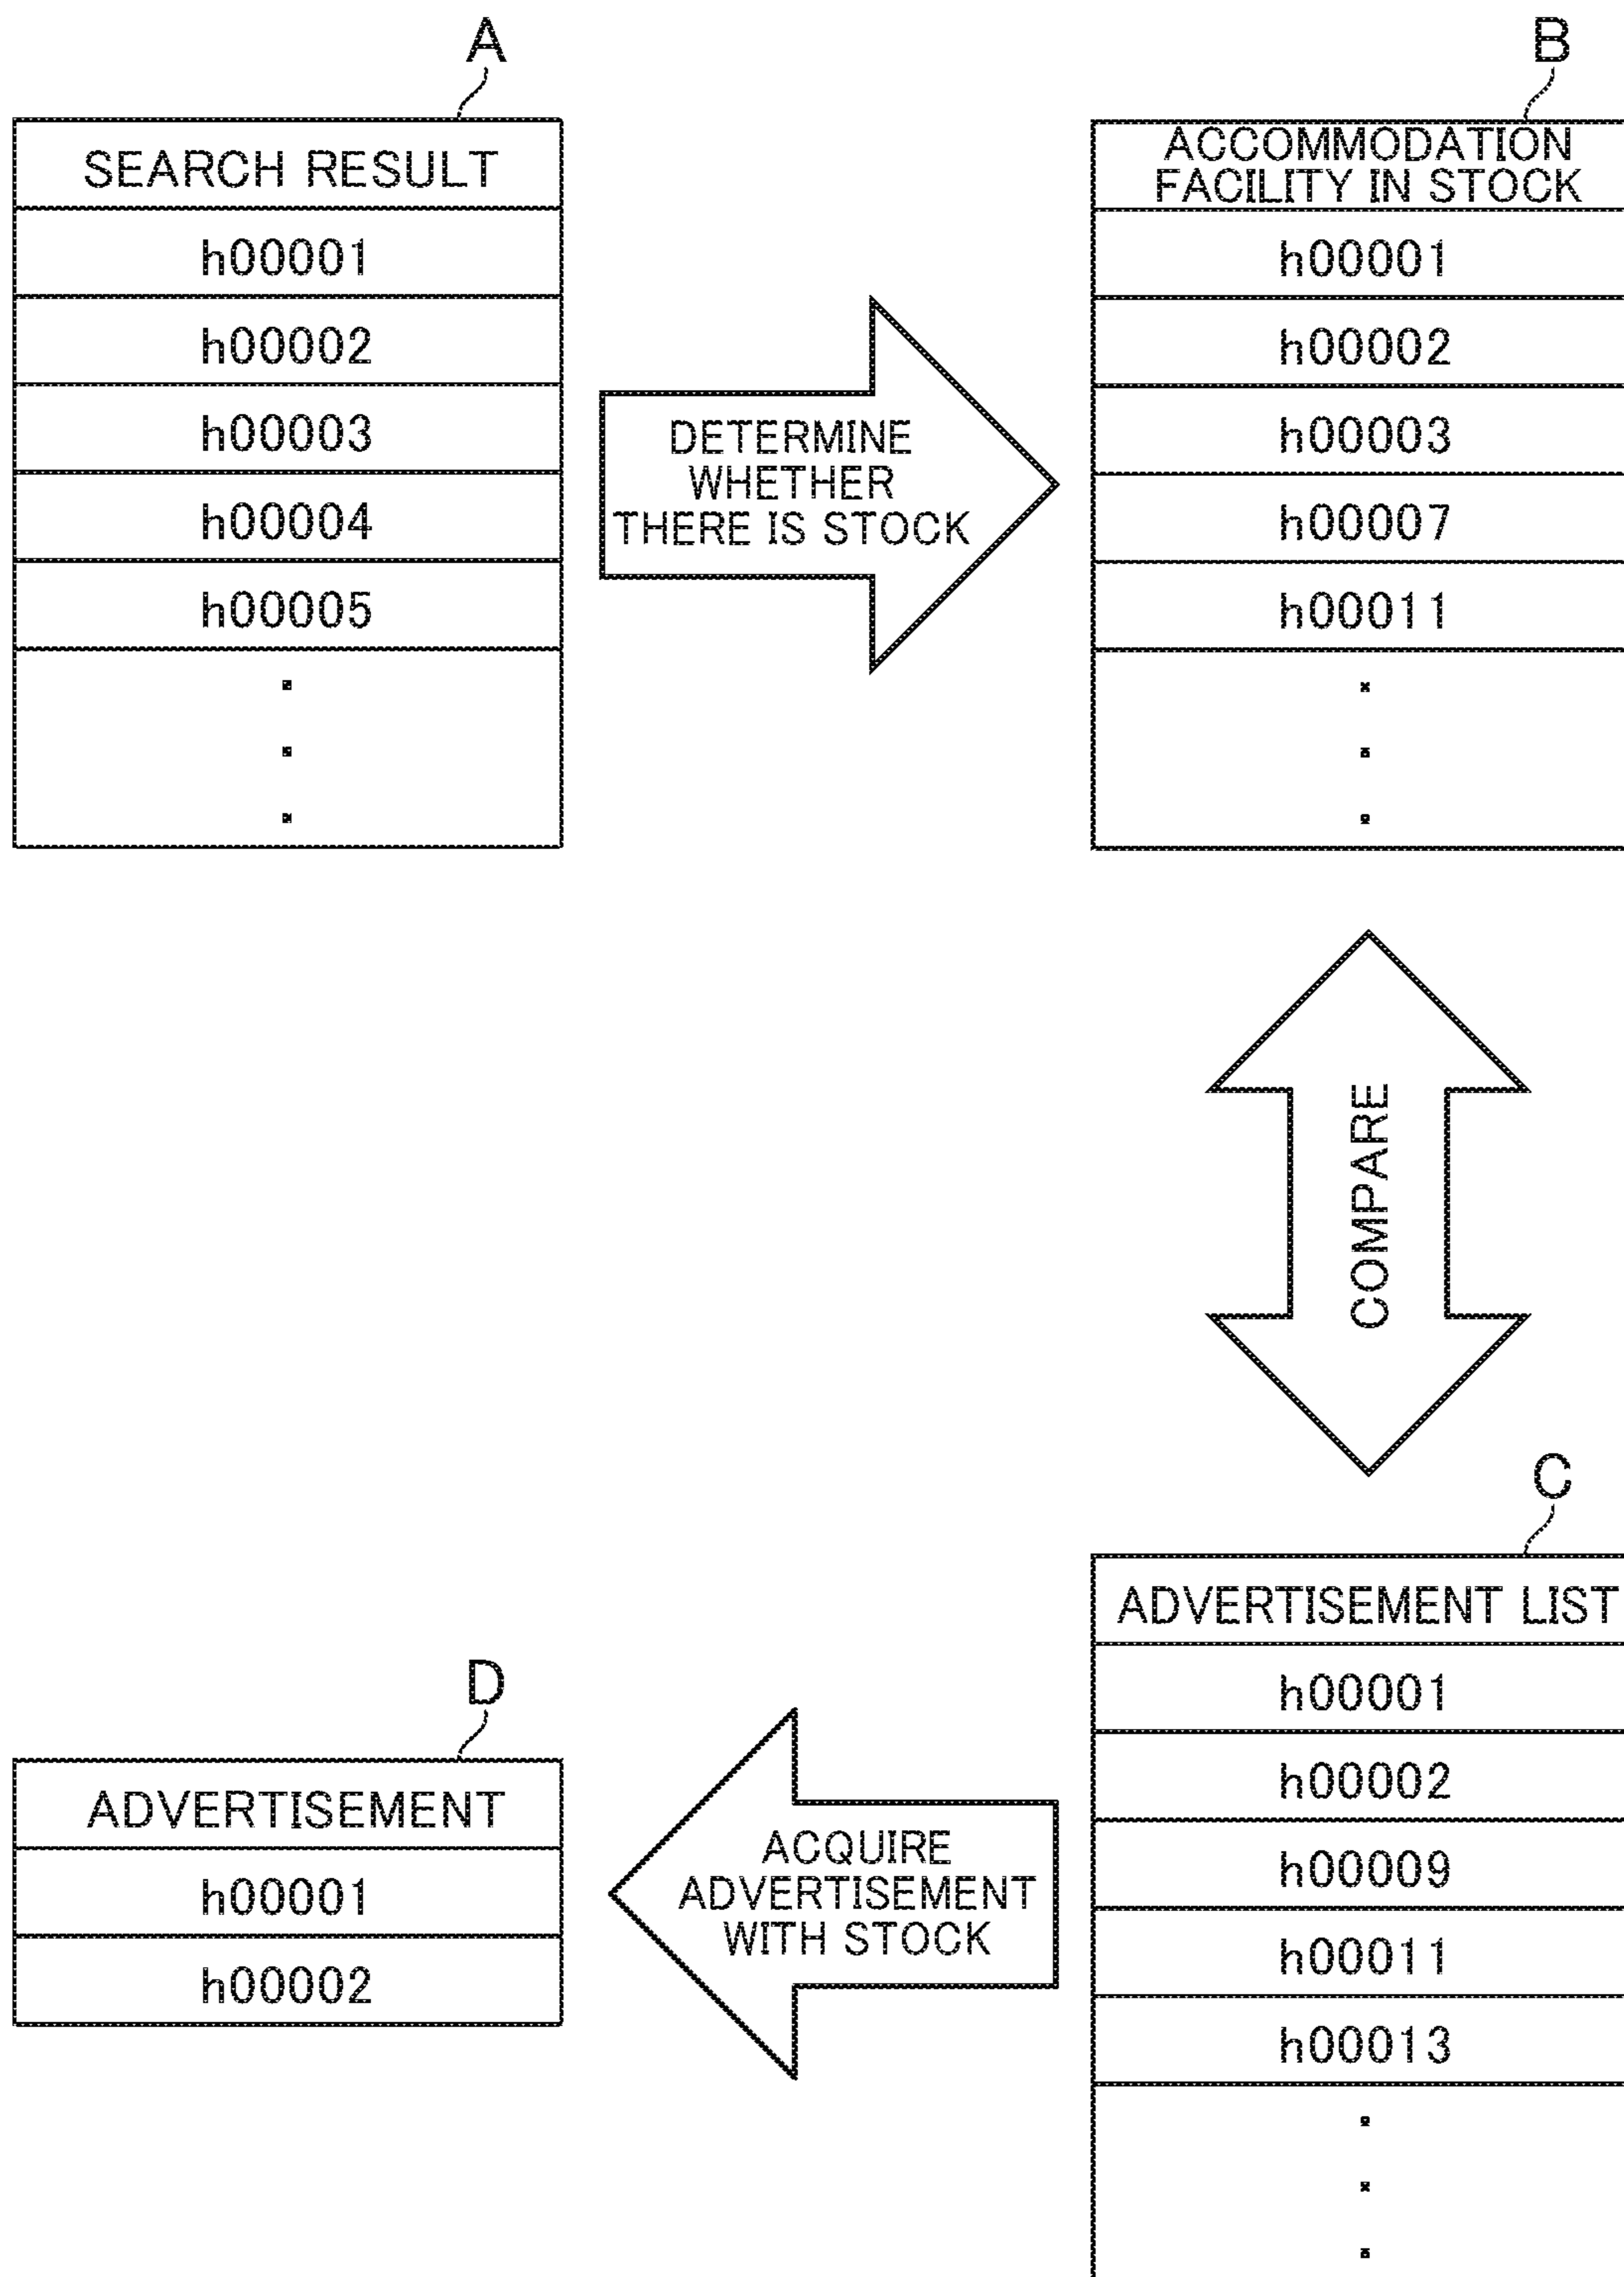 A
SEARCH RESULT
h00001
h00002
h00003
h00004
h00005
DETERMINE
WHETHER
THERE IS STOCK
B
ACCOMMODATION
FACILITY IN STOCK
h00001
h00002
h00003
h00007
h00011
COMPARE
C
ADVERTISEMENT LIST
h00001
h00002
h00009
h00011
h00013
ACQUIRE
ADVERTISEMENT
WITH STOCK
D
ADVERTISEMENT
h00001
h00002